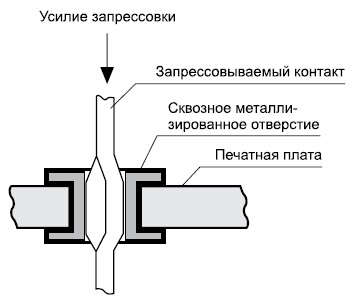 Усилие запрессовки
Запрессовываемый контакт
Сквозное металли-
зированное отверстие
Печатная плата